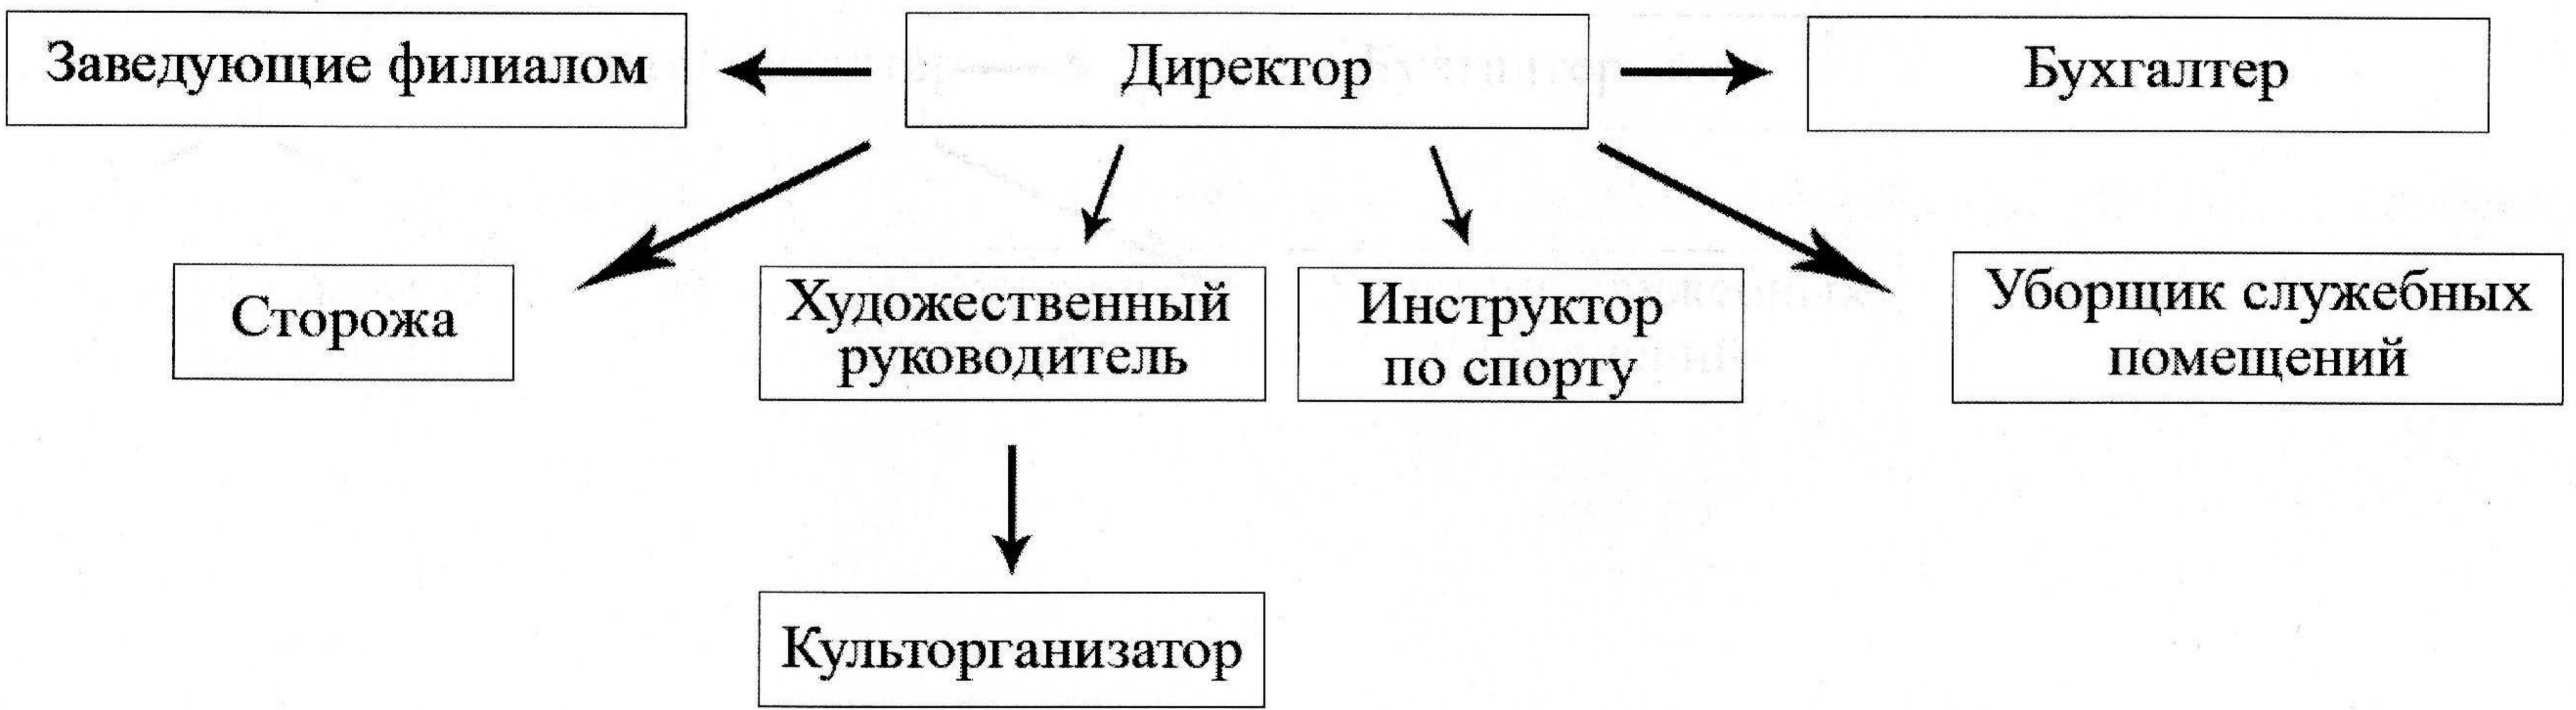 Заведующие филиалом
Директор
Бухгалтер
Сторожа
Художественный
руководитель
Инструктор
по спорту
Уборщик служебных
помещений
Культорганизатор